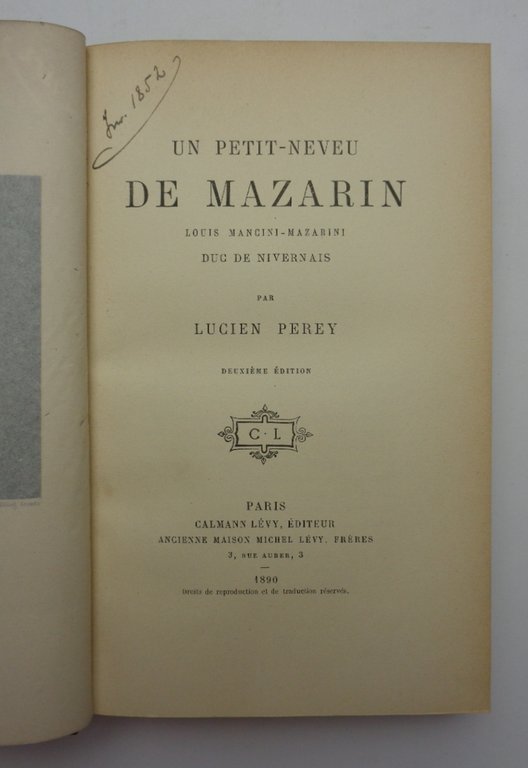 Inv. 1852
UN PETIT-NEVEU
DE MAZARIN
LOUIS MANCINI-MAZARINI
DUC DE NIVERNAIS
PAR
LUCIEN PEREY
DEUXIÈME ÉDITION
C·L
PARIS
CALMANN LÉVY, ÉDITEUR
ANCIENNE MAISON MICHEL LÉVY, FRÈRES
3, RUE AUBER, 3
1890
Droits de reproduction et de traduction réservés.